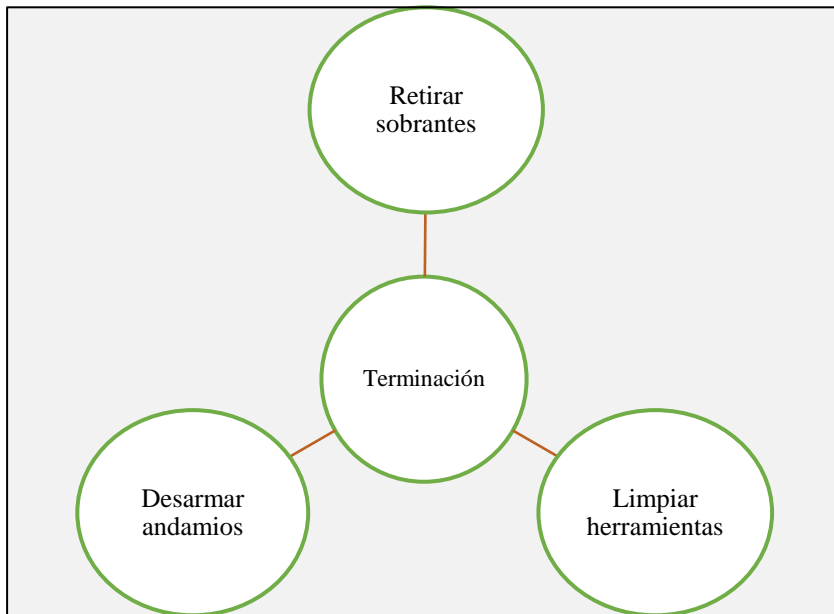 Retirar
sobrantes
Terminación
Desarmar
andamios
Limpiar
herramientas